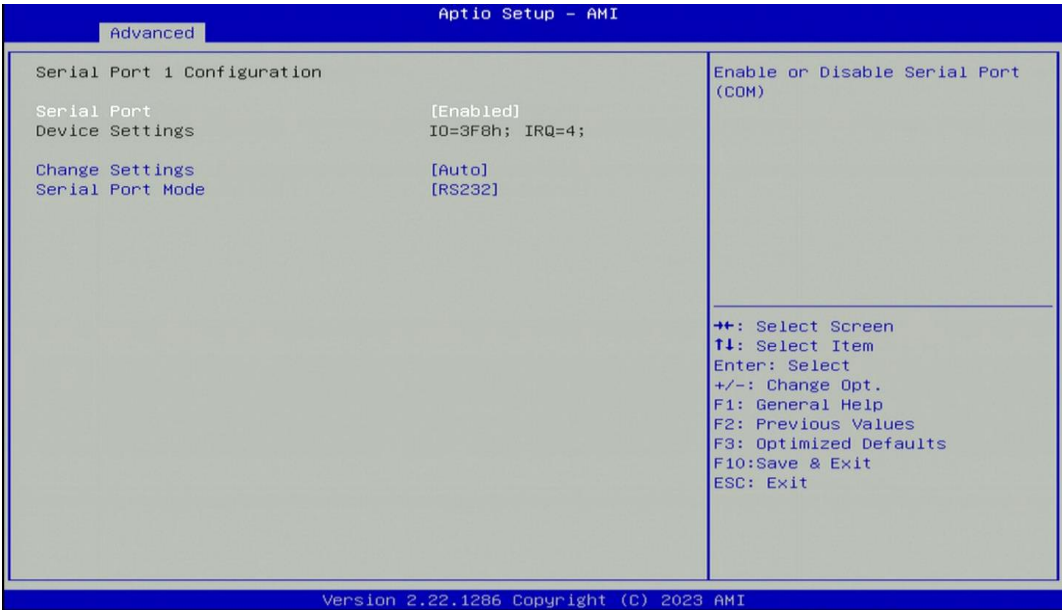 Aptio Setup - AMI
Advanced
Serial Port 1 Configuration
Serial Port [Enabled]
Device Settings IO=3F8h; IRQ=4;
Change Settings [Auto]
Serial Port Mode [RS232]
Enable or Disable Serial Port
(COM)
→←: Select Screen
↑↓: Select Item
Enter: Select
+/-: Change Opt.
F1: General Help
F2: Previous Values
F3: Optimized Defaults
F10:Save & Exit
ESC: Exit
Version 2.22.1286 Copyright (C) 2023 AMI